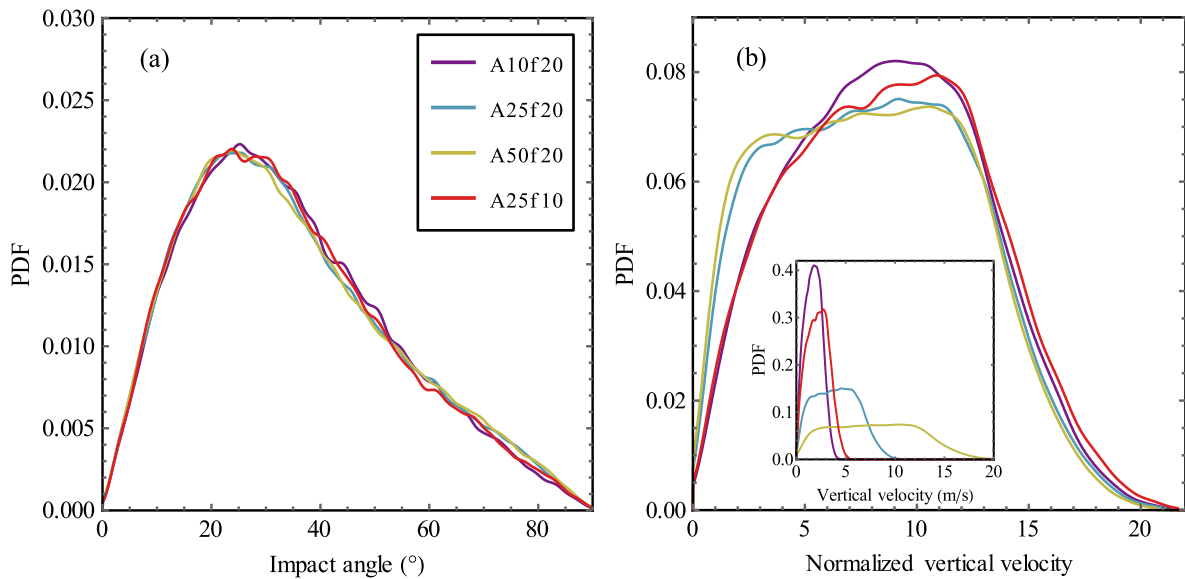 (a)
A10f20
A25f20
A50f20
A25f10
PDF
0.030
0.025
0.020
0.015
0.010
0.005
0.000
0 20 40 60 80
Impact angle (°)
(b)
PDF
0.08
0.06
0.04
0.02
0.00
0 5 10 15 20
Normalized vertical velocity
PDF
0.4
0.3
0.2
0.1
0.0
0 5 10 15 20
Vertical velocity (m/s)